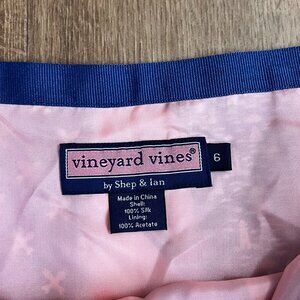 vineyard vines®
6
by Shep & Ian
Made in China
Shell:
100% Silk
Lining:
100% Acetate